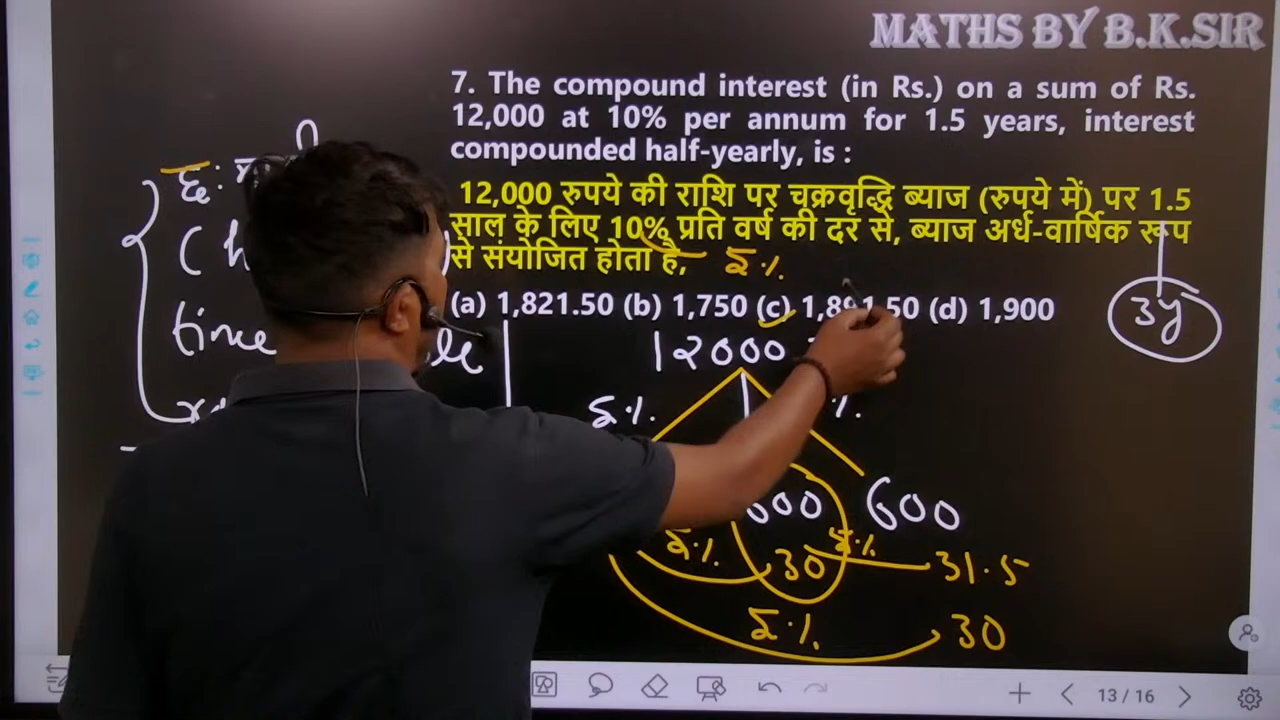 MATHS BY B.K.SIR
7. The compound interest (in Rs.) on a sum of Rs.
12,000 at 10% per annum for 1.5 years, interest
compounded half-yearly, is :
12,000 रुपये की राशि पर चक्रवृद्धि ब्याज (रुपये में) पर 1.5
साल के लिए 10% प्रति वर्ष की दर से, ब्याज अर्ध-वार्षिक रूप
से संयोजित होता है,
5%
(a) 1,821.50 (b) 1,750 (c) 1,891.50 (d) 1,900
3y
time
12000
5%
%
600
600
5%
30
5%
31.5
5%
30
13 / 16